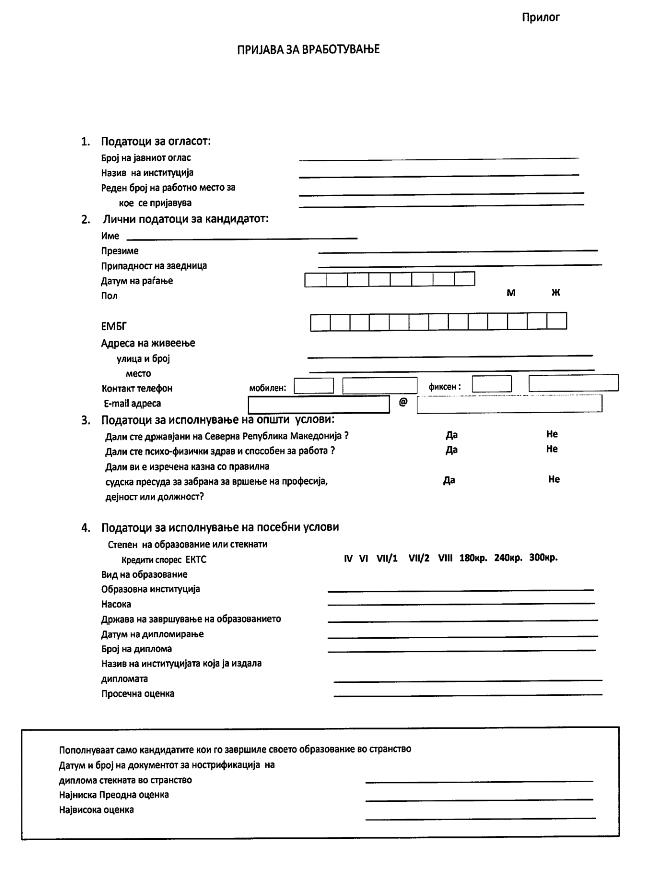 Прилог
ПРИЈАВА ЗА ВРАБОТУВАЊЕ
1. Податоци за огласот:
Број на јавниот оглас
Назив на институција
Реден број на работно место за
кое се пријавува
2. Лични податоци за кандидатот:
Име
Презиме
Припадност на заедница
Датум на раѓање
Пол М Ж
ЕМБГ
Адреса на живеење
улица и број
место
Контакт телефон мобилен: фиксен :
E-mail адреса @
3. Податоци за исполнување на општи услови:
Дали сте државјани на Северна Република Македонија ? Да Не
Дали сте психо-физички здрав и способен за работа ? Да Не
Дали ви е изречена казна со правилна
судска пресуда за забрана за вршење на професија, Да Не
дејност или должност?
4. Податоци за исполнување на посебни услови
Степен на образование или стекнати
Кредити спорес ЕКТС IV VI VII/1 VII/2 VIII 180кр. 240кр. 300кр.
Вид на образование
Образовна институција
Насока
Држава на завршување на образованието
Датум на дипломирање
Број на диплома
Назив на институцијата која ја издала
дипломата
Просечна оценка
Пополнуваат само кандидатите кои го завршиле своето образование во странство
Датум и број на документот за нострификација на
диплома стекната во странство
Најниска Преодна оценка
Највисока оценка